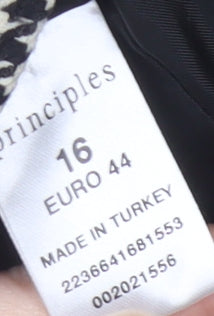 principles
16
EURO 44
MADE IN TURKEY
2236641681553
002021556